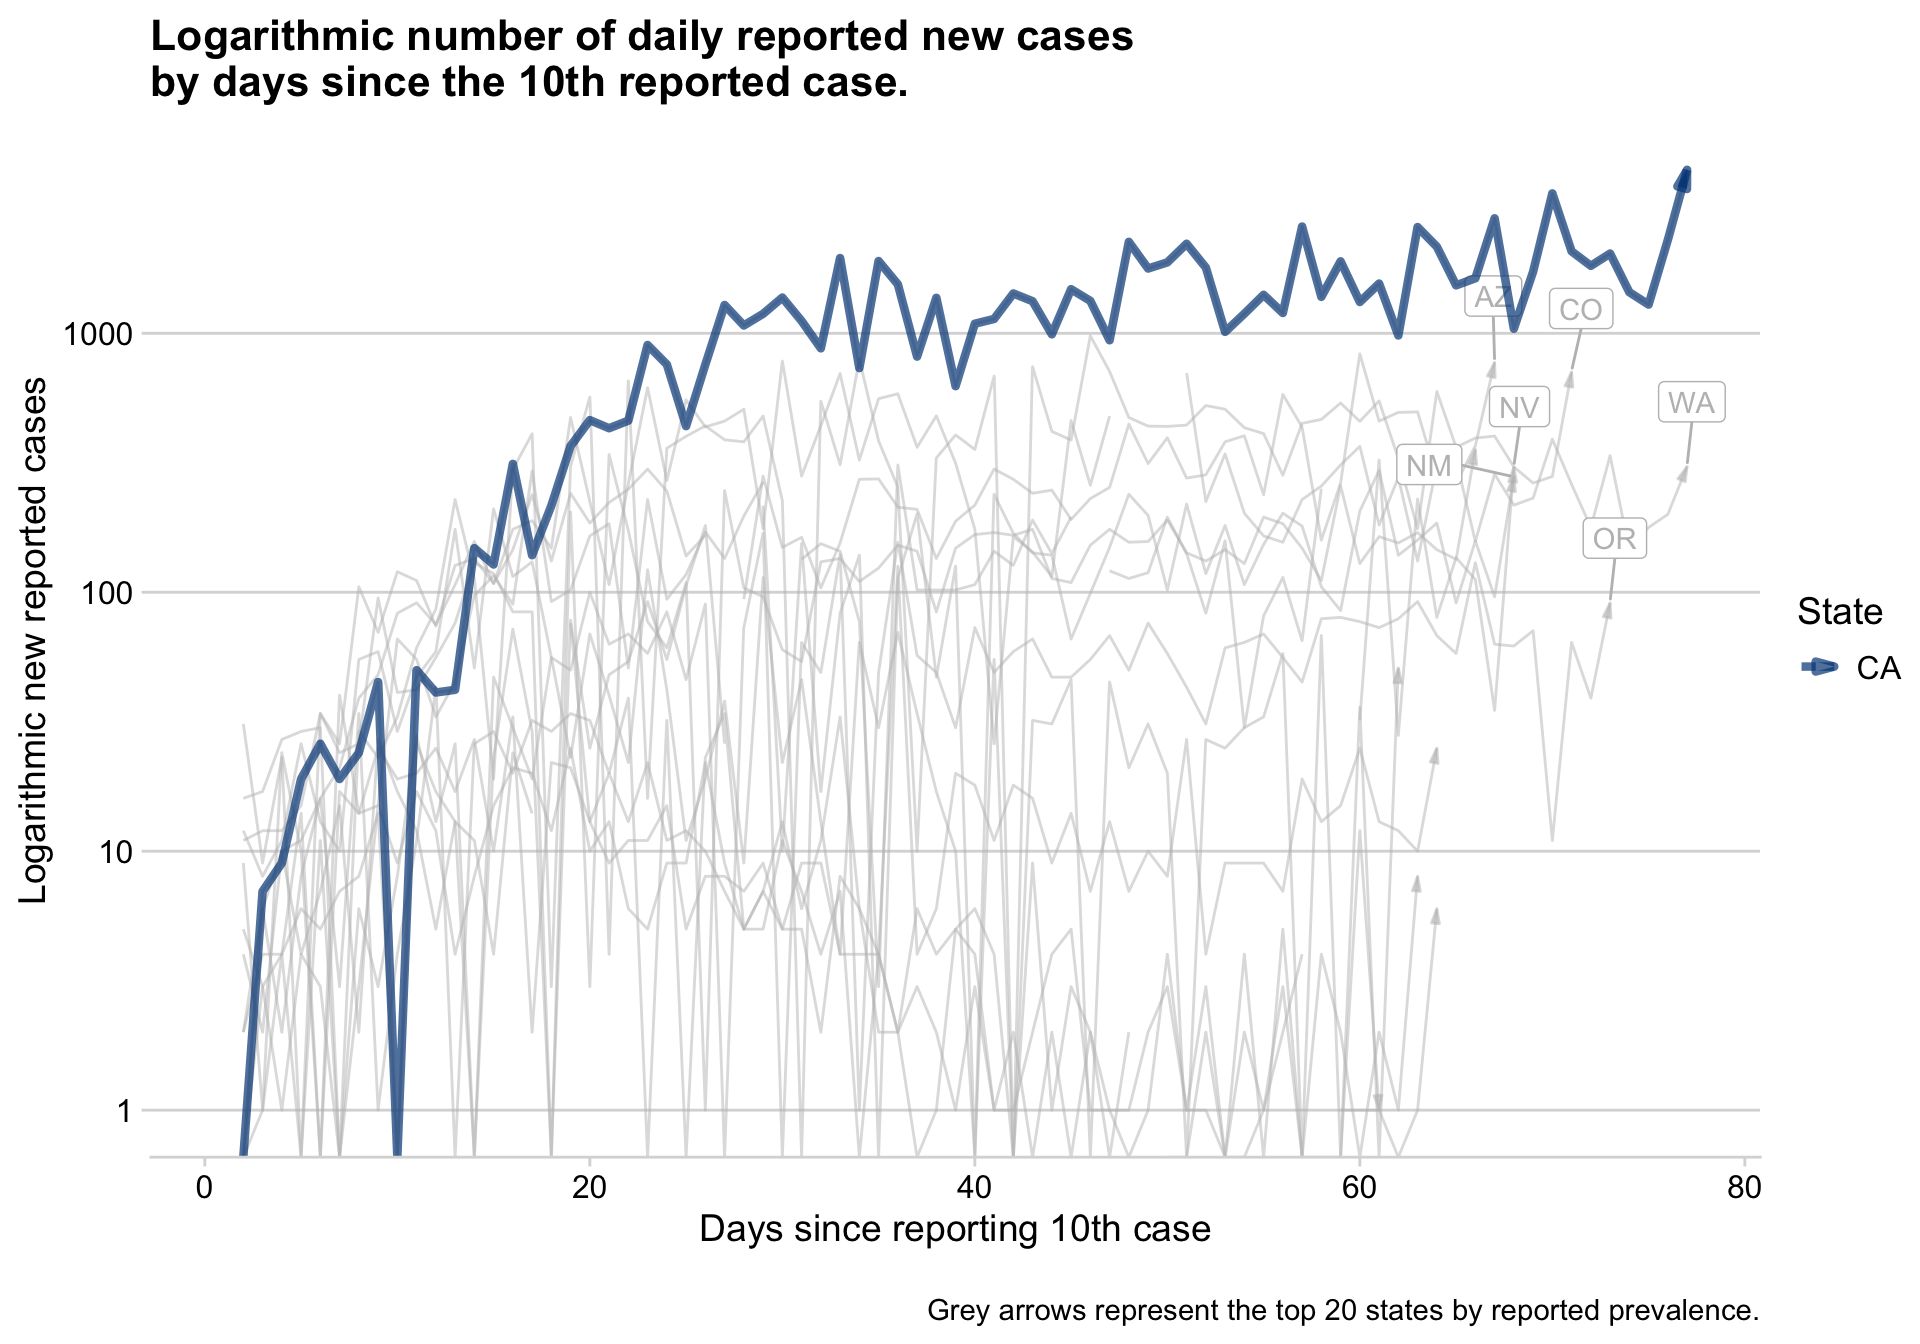 Logarithmic number of daily reported new cases
by days since the 10th reported case.
Logarithmic new reported cases
1000
100
10
1
AZ
CO
NV
WA
NM
OR
State
CA
0 20 40 60 80
Days since reporting 10th case
Grey arrows represent the top 20 states by reported prevalence.